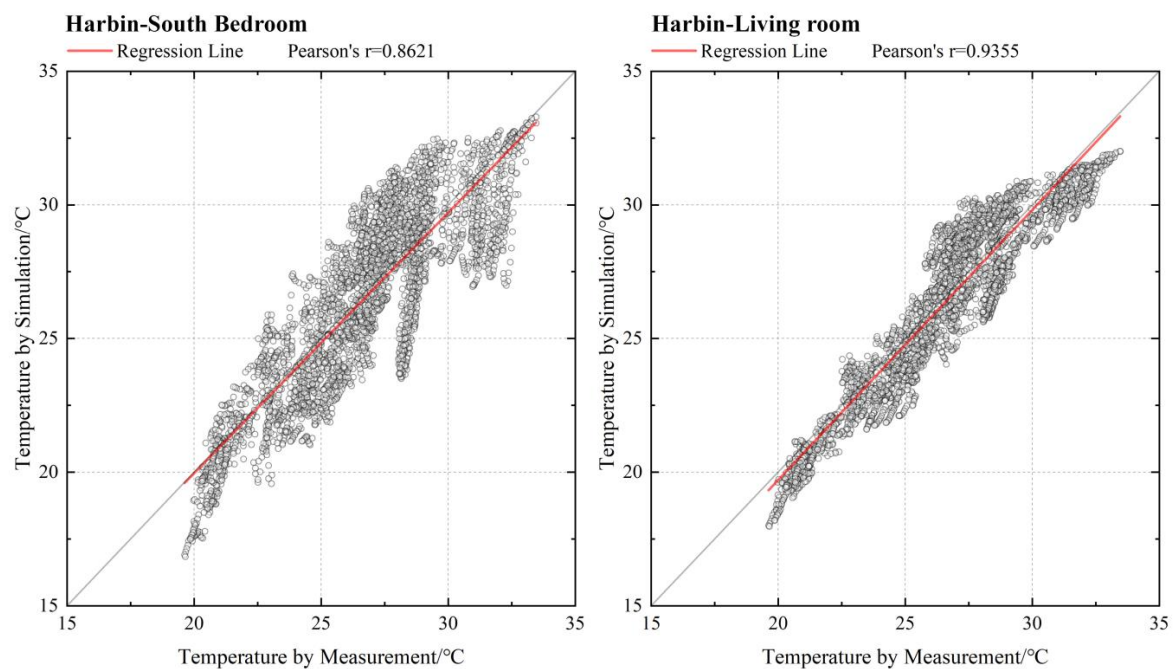 Harbin-South Bedroom
Regression Line Pearson's r=0.8621
35
30
25
20
15
Temperature by Simulation/°C
15 20 25 30 35
Temperature by Measurement/°C
Harbin-Living room
Regression Line Pearson's r=0.9355
35
30
25
20
15
Temperature by Simulation/°C
15 20 25 30 35
Temperature by Measurement/°C